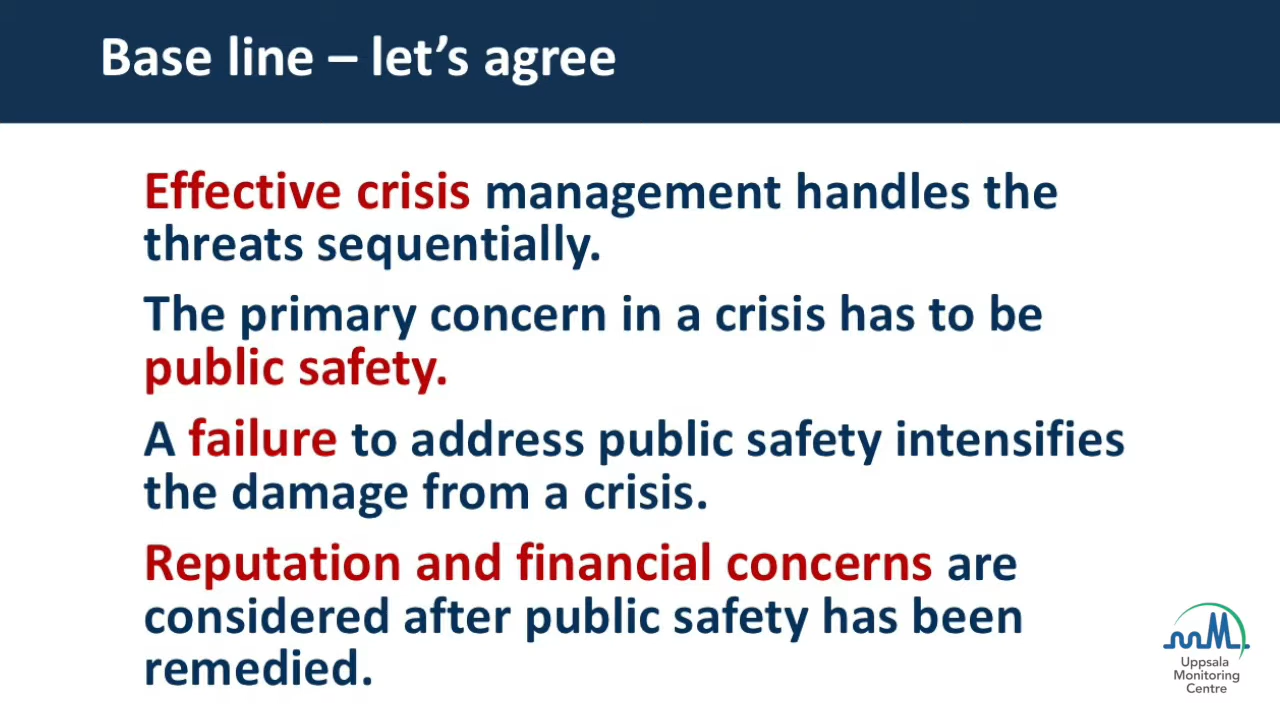 Base line – let’s agree
Effective crisis management handles the
threats sequentially.
The primary concern in a crisis has to be
public safety.
A failure to address public safety intensifies
the damage from a crisis.
Reputation and financial concerns are
considered after public safety has been
remedied.
Uppsala
Monitoring
Centre